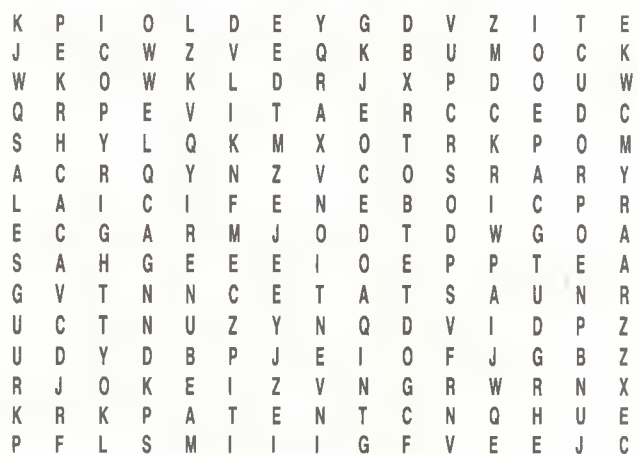 K P I O L D E Y G D V Z I T E
J E C W Z V E Q K B U M O C K
W K O W K L D R J X P D O U W
Q R P E V I T A E R C C E D C
S H Y L Q K M X O T R K P O M
A C R Q Y N Z V C O S R A R Y
L A I C I F E N E B O I C P R
E C G A R M J O D T D W G O A
S A H G E E E I O E P P T E A
G V T N N C E T A T S A U N R
U C T N U Z Y N Q D V I D P Z
U D Y D B P J E I O F J G B Z
R J O K E I Z V N G R W R N X
K R K P A T E N T C N Q H U E
P F L S M I I I G F V E E J C